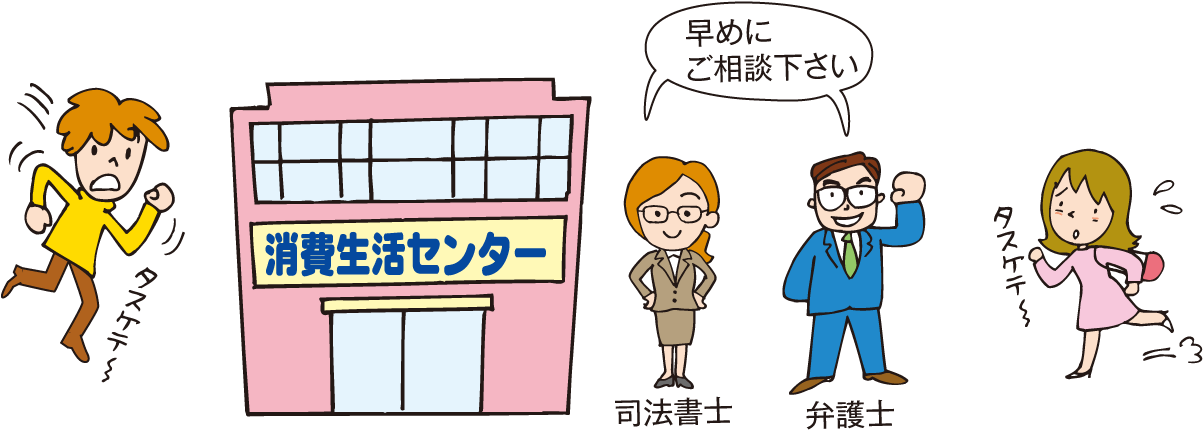 早めに
ご相談下さい
タスケテ～
消費生活センター
タスケテ～
司法書士
弁護士